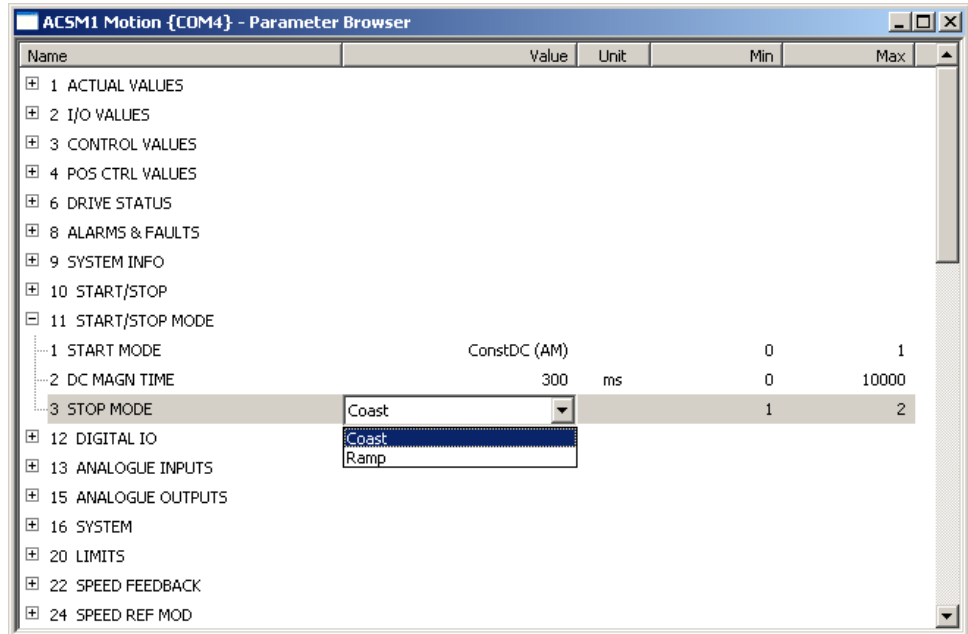 ACSM1 Motion {COM4} - Parameter Browser
Name Value Unit Min Max
1 ACTUAL VALUES
2 I/O VALUES
3 CONTROL VALUES
4 POS CTRL VALUES
6 DRIVE STATUS
8 ALARMS & FAULTS
9 SYSTEM INFO
10 START/STOP
11 START/STOP MODE
1 START MODE ConstDC (AM) 0 1
2 DC MAGN TIME 300 ms 0 10000
3 STOP MODE Coast 1 2
Coast
12 DIGITAL IO
Ramp
13 ANALOGUE INPUTS
15 ANALOGUE OUTPUTS
16 SYSTEM
20 LIMITS
22 SPEED FEEDBACK
24 SPEED REF MOD